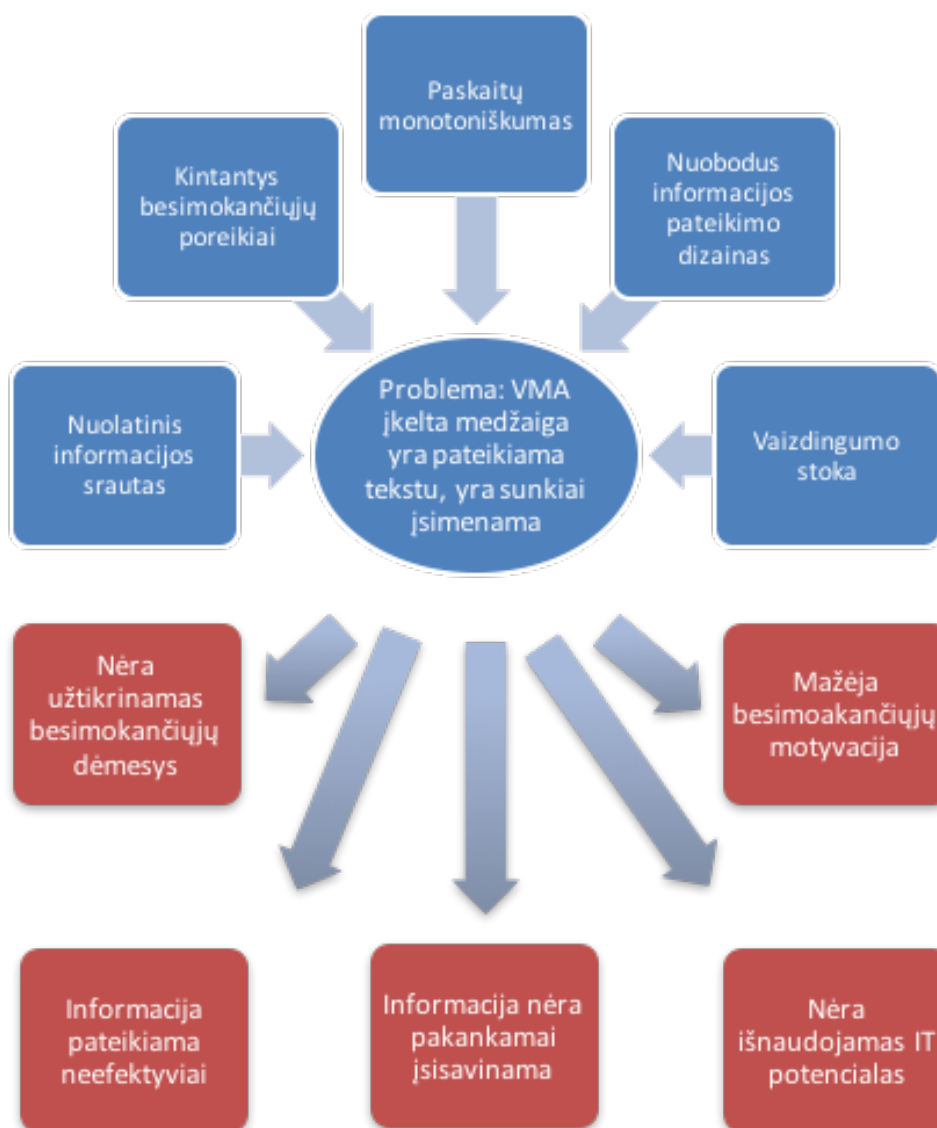 Paskaitų
monotoniškumas
Kintantys
besimokančiųjų
poreikiai
Nuobodus
informacijos
pateikimo
dizainas
Nuolatinis
informacijos
srautas
Problema: VMA
įkelta medžaiga
yra pateikiama
tekstu, yra sunkiai
įsimenama
Vaizdingumo
stoka
Nėra
užtikrinamas
besimokančiųjų
dėmesys
Mažėja
besimoakančiųjų
motyvacija
Informacija
pateikiama
neefektyviai
Informacija nėra
pakankamai
įsisavinama
Nėra
išnaudojamas IT
potencialas